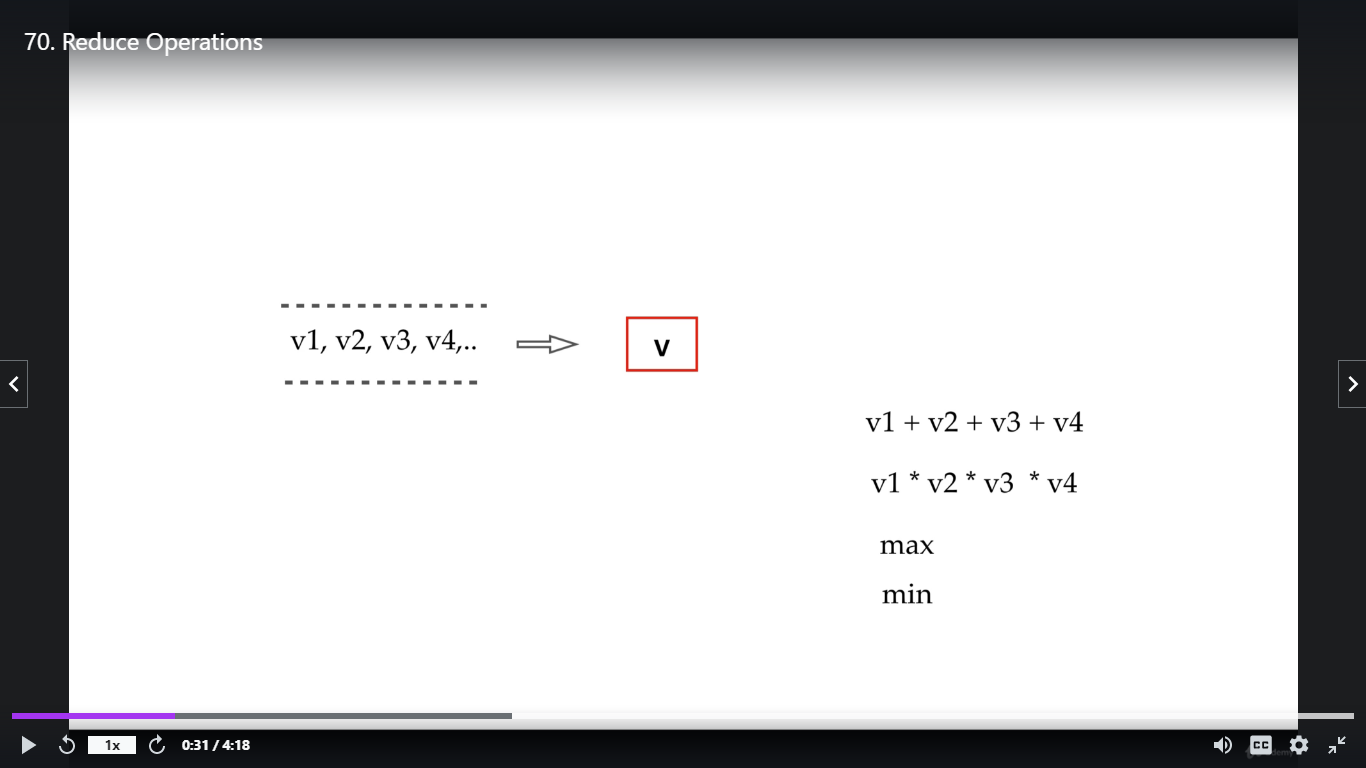 70. Reduce Operations
v1, v2, v3, v4,..
v
v1 + v2 + v3 + v4
v1 * v2 * v3 * v4
max
min
1x
0:31 / 4:18
CC